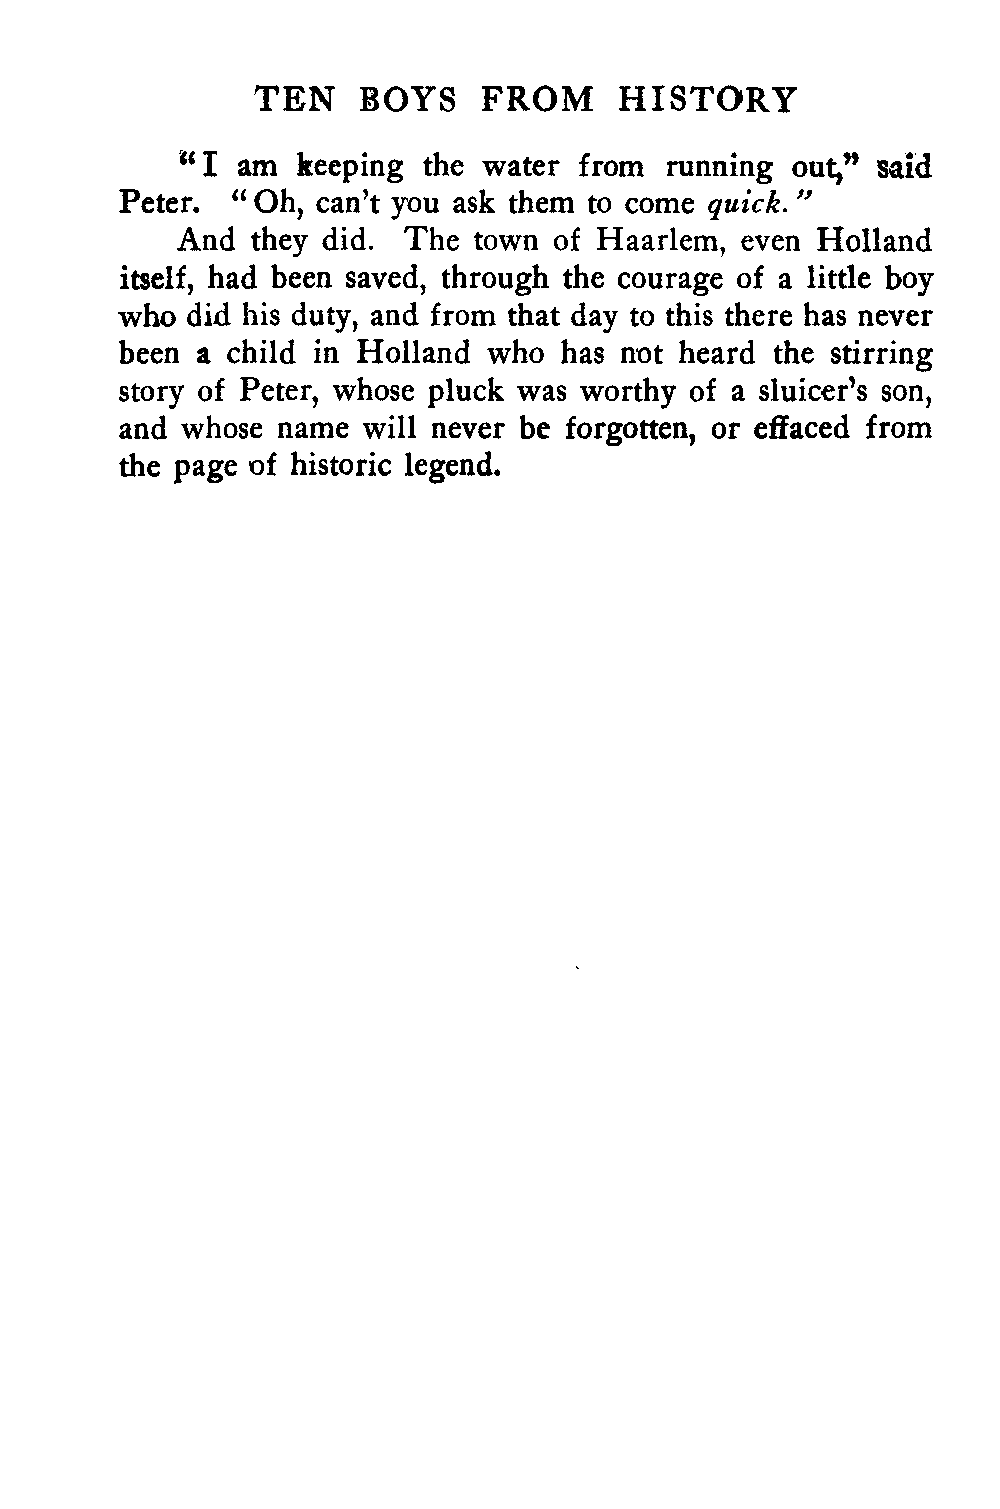 TEN BOYS FROM HISTORY
"I am keeping the water from running out," said
Peter. "Oh, can't you ask them to come quick."
And they did. The town of Haarlem, even Holland
itself, had been saved, through the courage of a little boy
who did his duty, and from that day to this there has never
been a child in Holland who has not heard the stirring
story of Peter, whose pluck was worthy of a sluicer's son,
and whose name will never be forgotten, or effaced from
the page of historic legend.